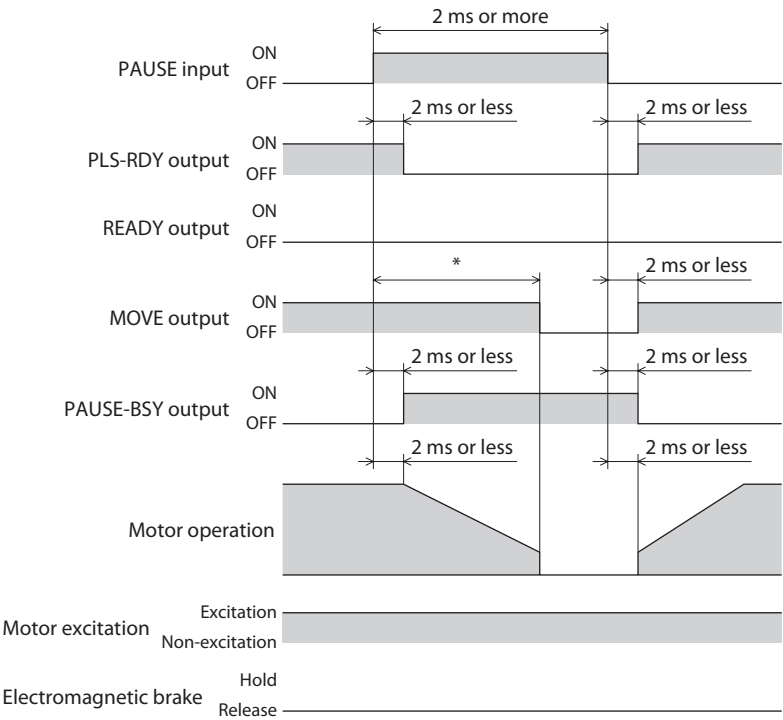 2 ms or more
PAUSE input
ON
OFF
2 ms or less
2 ms or less
PLS-RDY output
ON
OFF
READY output
ON
OFF
*
2 ms or less
MOVE output
ON
OFF
2 ms or less
2 ms or less
PAUSE-BSY output
ON
OFF
2 ms or less
2 ms or less
Motor operation
Motor excitation
Excitation
Non-excitation
Electromagnetic brake
Hold
Release